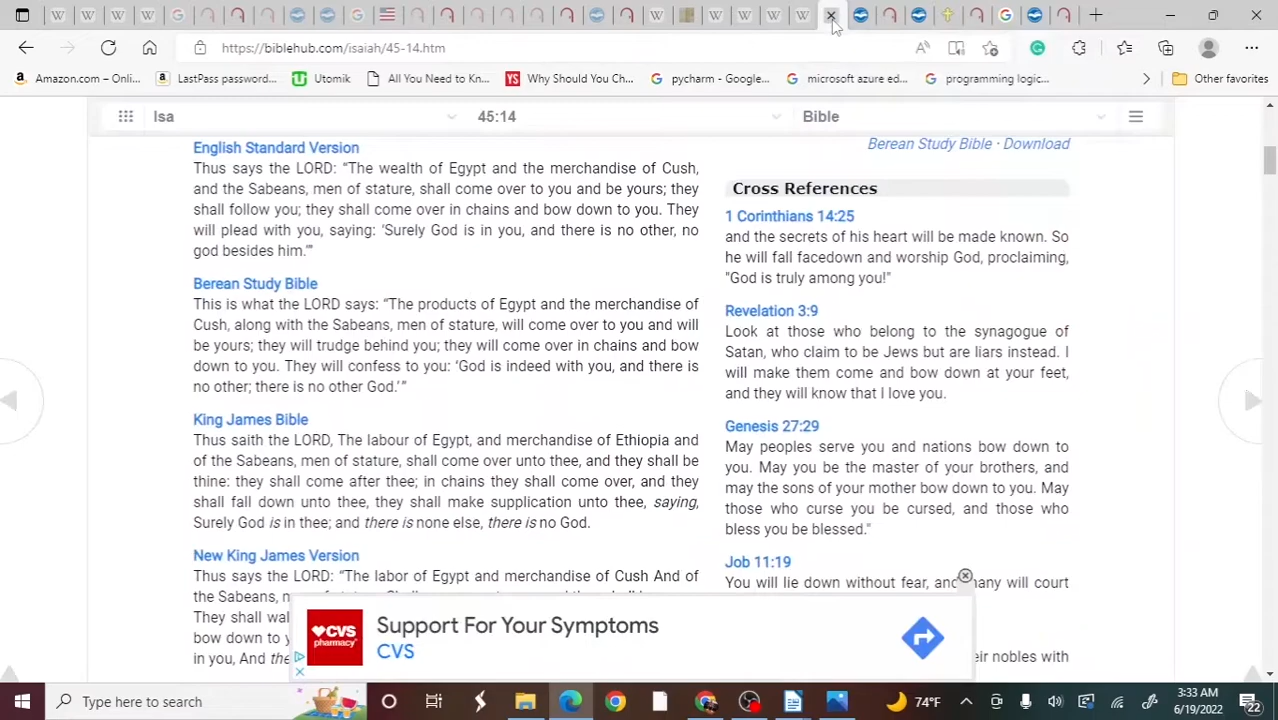 https://biblehub.com/isaiah/45-14.htm
Amazon.com – Onli...
LastPass password...
Utomik
All You Need to Kn...
Why Should You Ch...
pycharm - Google...
microsoft azure ed...
programming logic...
Other favorites
Isa
45:14
Bible
English Standard Version
Thus says the LORD: “The wealth of Egypt and the merchandise of Cush,
and the Sabeans, men of stature, shall come over to you and be yours; they
shall follow you; they shall come over in chains and bow down to you. They
will plead with you, saying: ‘Surely God is in you, and there is no other, no
god besides him.’”
Berean Study Bible
This is what the LORD says: “The products of Egypt and the merchandise of
Cush, along with the Sabeans, men of stature, will come over to you and will
be yours; they will trudge behind you; they will come over in chains and bow
down to you. They will confess to you: ‘God is indeed with you, and there is
no other; there is no other God.’”
King James Bible
Thus saith the LORD, The labour of Egypt, and merchandise of Ethiopia and
of the Sabeans, men of stature, shall come over unto thee, and they shall be
thine: they shall come after thee; in chains they shall come over, and they
shall fall down unto thee, they shall make supplication unto thee, saying,
Surely God is in thee; and there is none else, there is no God.
New King James Version
Thus says the LORD: “The labor of Egypt and merchandise of Cush And of
the Sabeans,
They shall wal
bow down to y
in you, And the
Berean Study Bible · Download
Cross References
1 Corinthians 14:25
and the secrets of his heart will be made known. So
he will fall facedown and worship God, proclaiming,
"God is truly among you!"
Revelation 3:9
Look at those who belong to the synagogue of
Satan, who claim to be Jews but are liars instead. I
will make them come and bow down at your feet,
and they will know that I love you.
Genesis 27:29
May peoples serve you and nations bow down to
you. May you be the master of your brothers, and
may the sons of your mother bow down to you. May
those who curse you be cursed, and those who
bless you be blessed."
Job 11:19
You will lie down without fear, and many will court
eir nobles with
CVS
pharmacy
Support For Your Symptoms
CVS
Type here to search
74°F
3:33 AM
6/19/2022
22